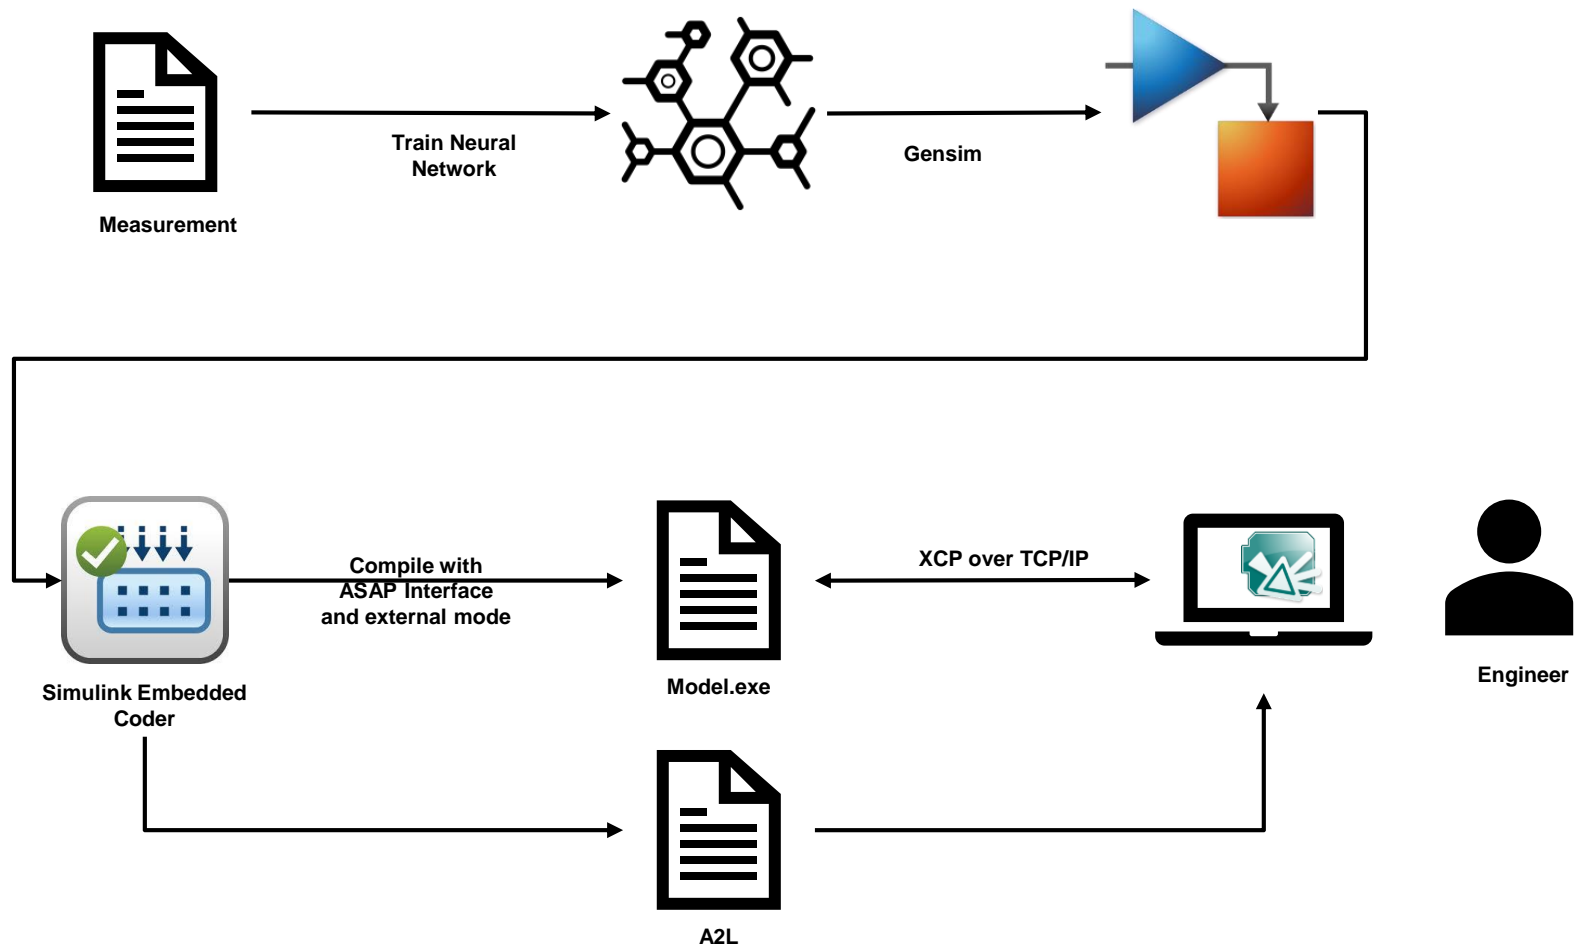 Train Neural
Network
Gensim
Measurement
Compile with
ASAP Interface
and external mode
XCP over TCP/IP
Simulink Embedded
Coder
Model.exe
Engineer
A2L